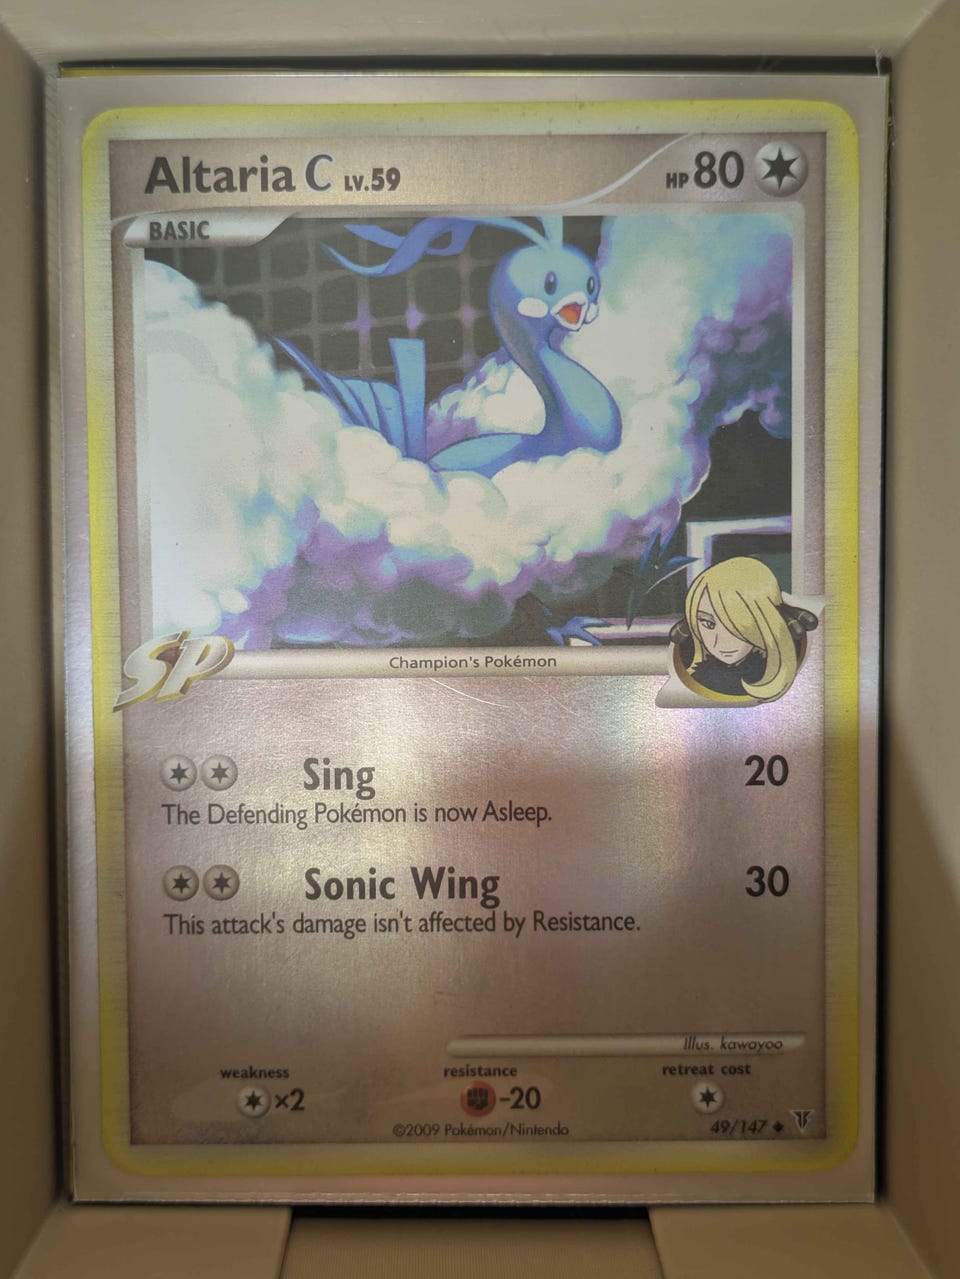 Altaria C LV.59 HP 80
BASIC
SP
Champion's Pokémon
Sing 20
The Defending Pokémon is now Asleep.
Sonic Wing 30
This attack's damage isn't affected by Resistance.
Illus. kawayoo
weakness resistance retreat cost
×2 -20
©2009 Pokémon/Nintendo 49/147